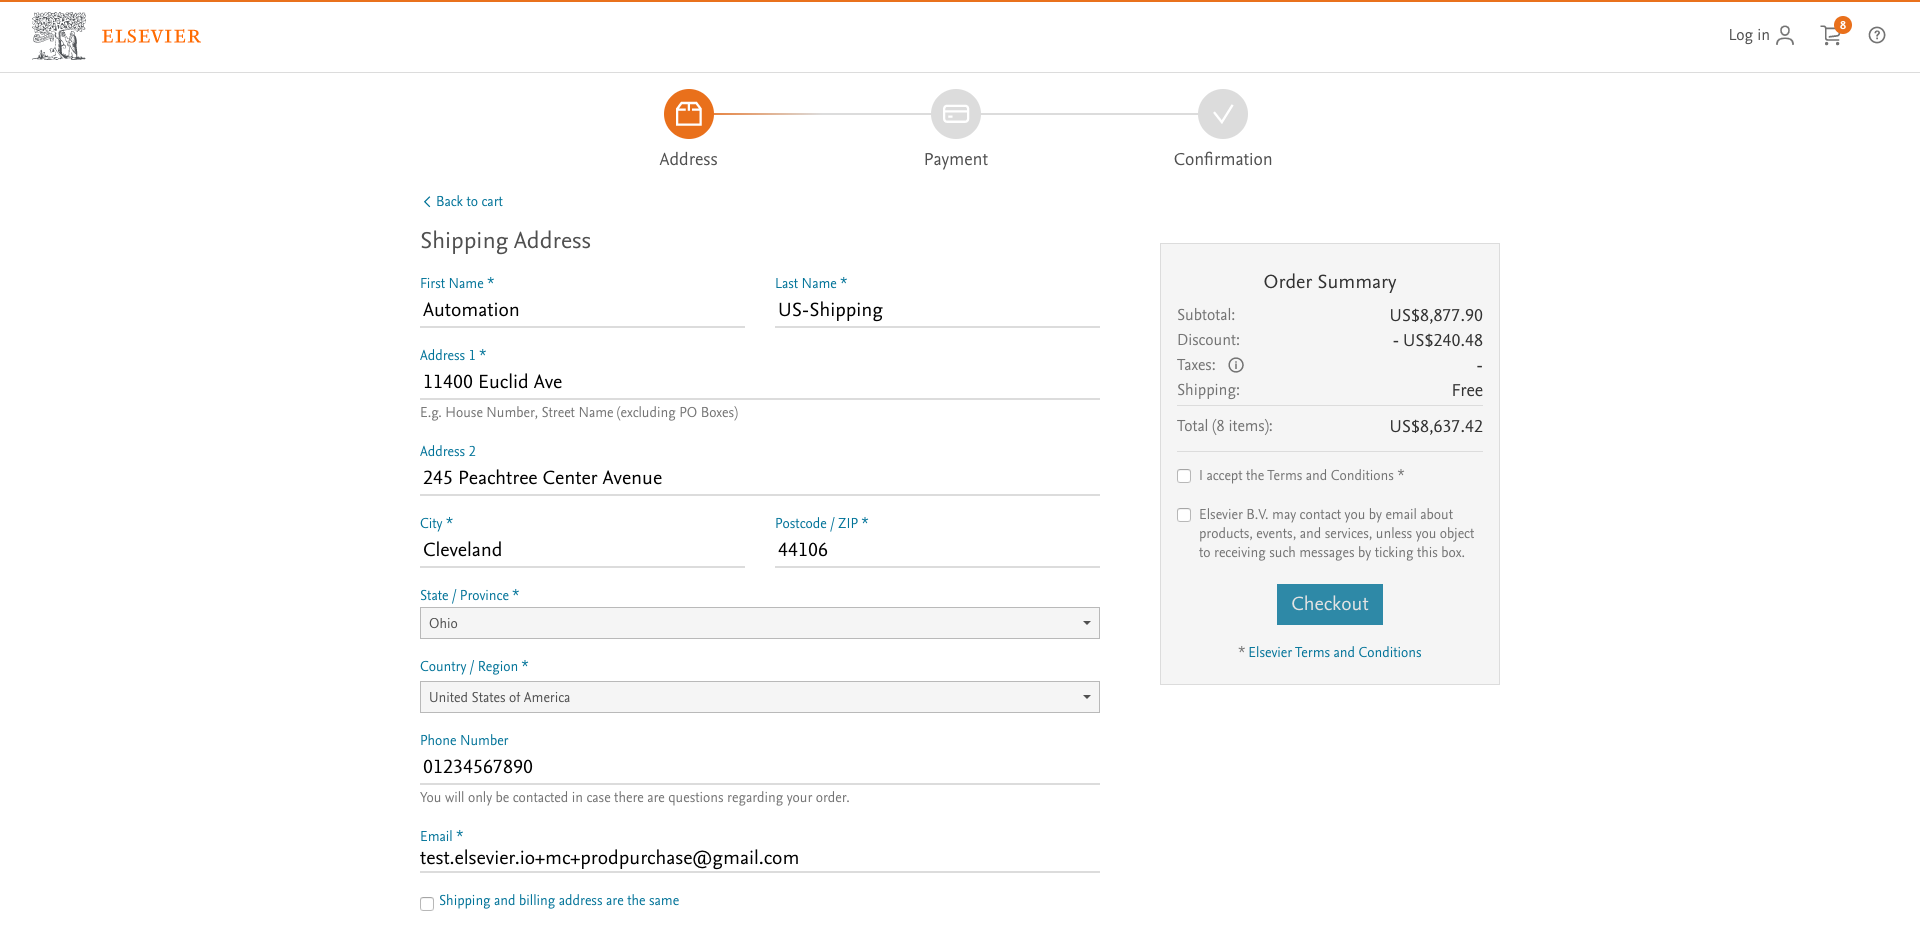 ELSEVIER
Log in
8
Address
Payment
Confirmation
Back to cart
Shipping Address
First Name *
Last Name *
Automation
US-Shipping
Address 1 *
11400 Euclid Ave
E.g. House Number, Street Name (excluding PO Boxes)
Address 2
245 Peachtree Center Avenue
City *
Postcode / ZIP *
Cleveland
44106
State / Province *
Ohio
Country / Region *
United States of America
Phone Number
01234567890
You will only be contacted in case there are questions regarding your order.
Email *
test.elsevier.io+mc+prodpurchase@gmail.com
Shipping and billing address are the same
Order Summary
Subtotal: US$8,877.90
Discount: - US$240.48
Taxes: -
Shipping: Free
Total (8 items): US$8,637.42
I accept the Terms and Conditions *
Elsevier B.V. may contact you by email about
products, events, and services, unless you object
to receiving such messages by ticking this box.
Checkout
* Elsevier Terms and Conditions